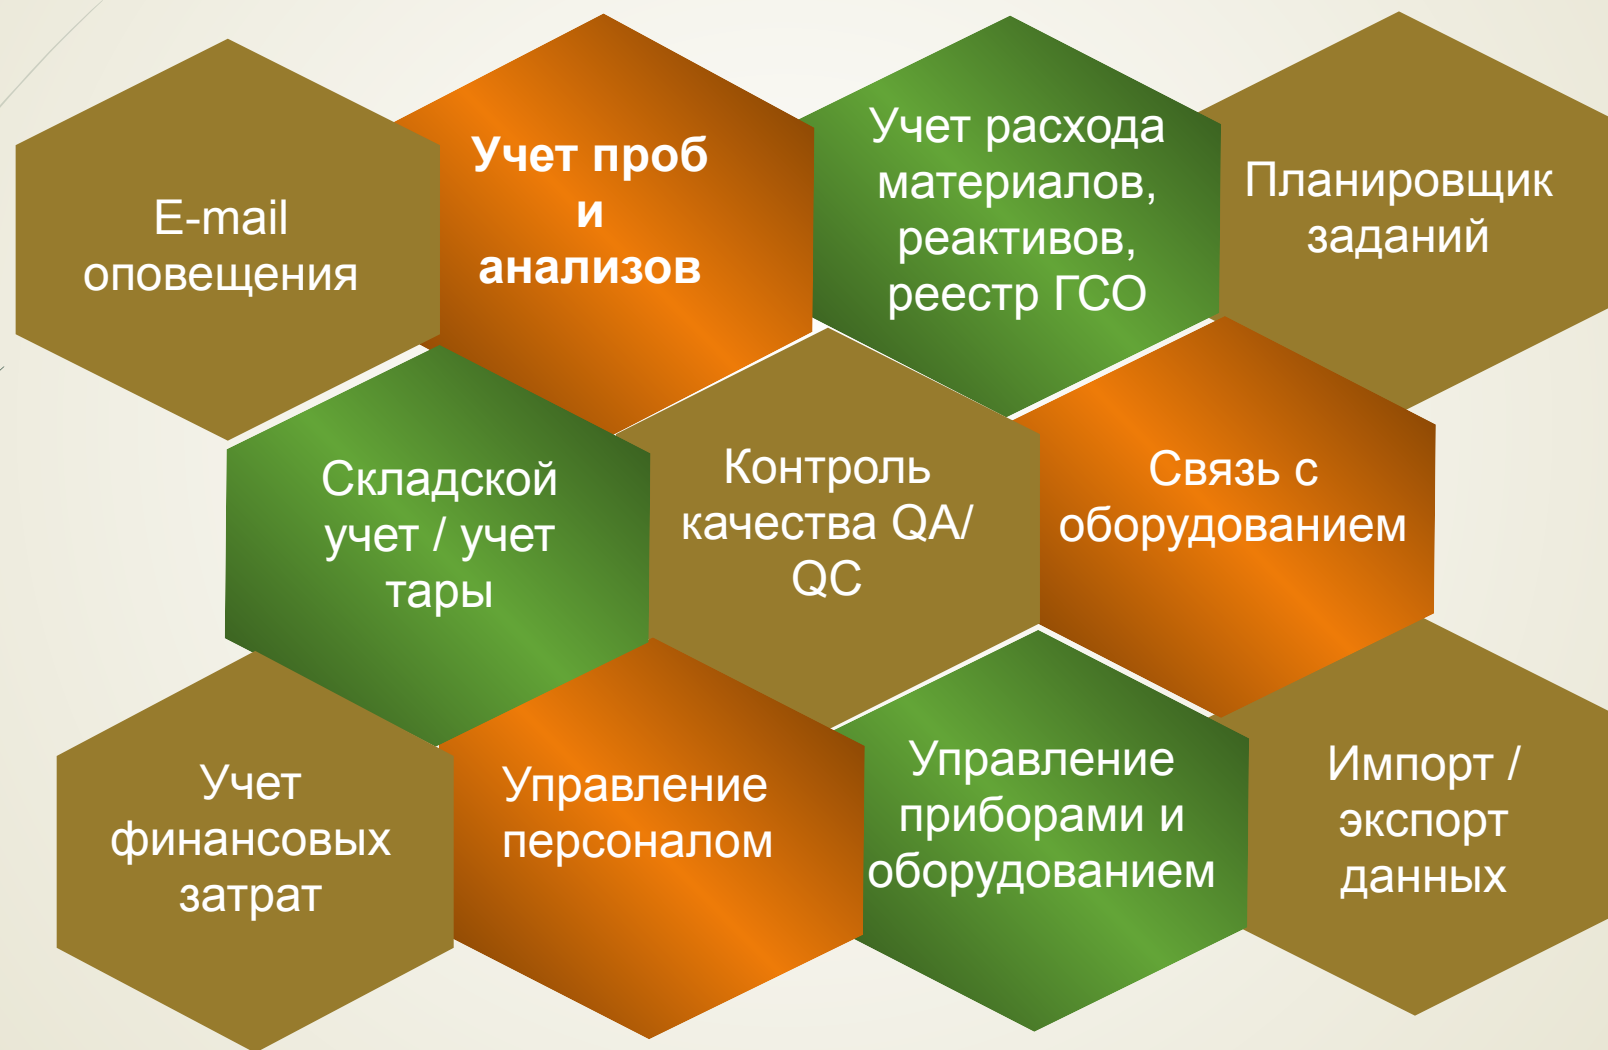 E-mail
оповещения
Учет проб
и
анализов
Учет расхода
материалов,
реактивов,
реестр ГСО
Планировщик
заданий
Складской
учет / учет
тары
Контроль
качества QA/
QC
Связь с
оборудованием
Учет
финансовых
затрат
Управление
персоналом
Управление
приборами и
оборудованием
Импорт /
экспорт
данных